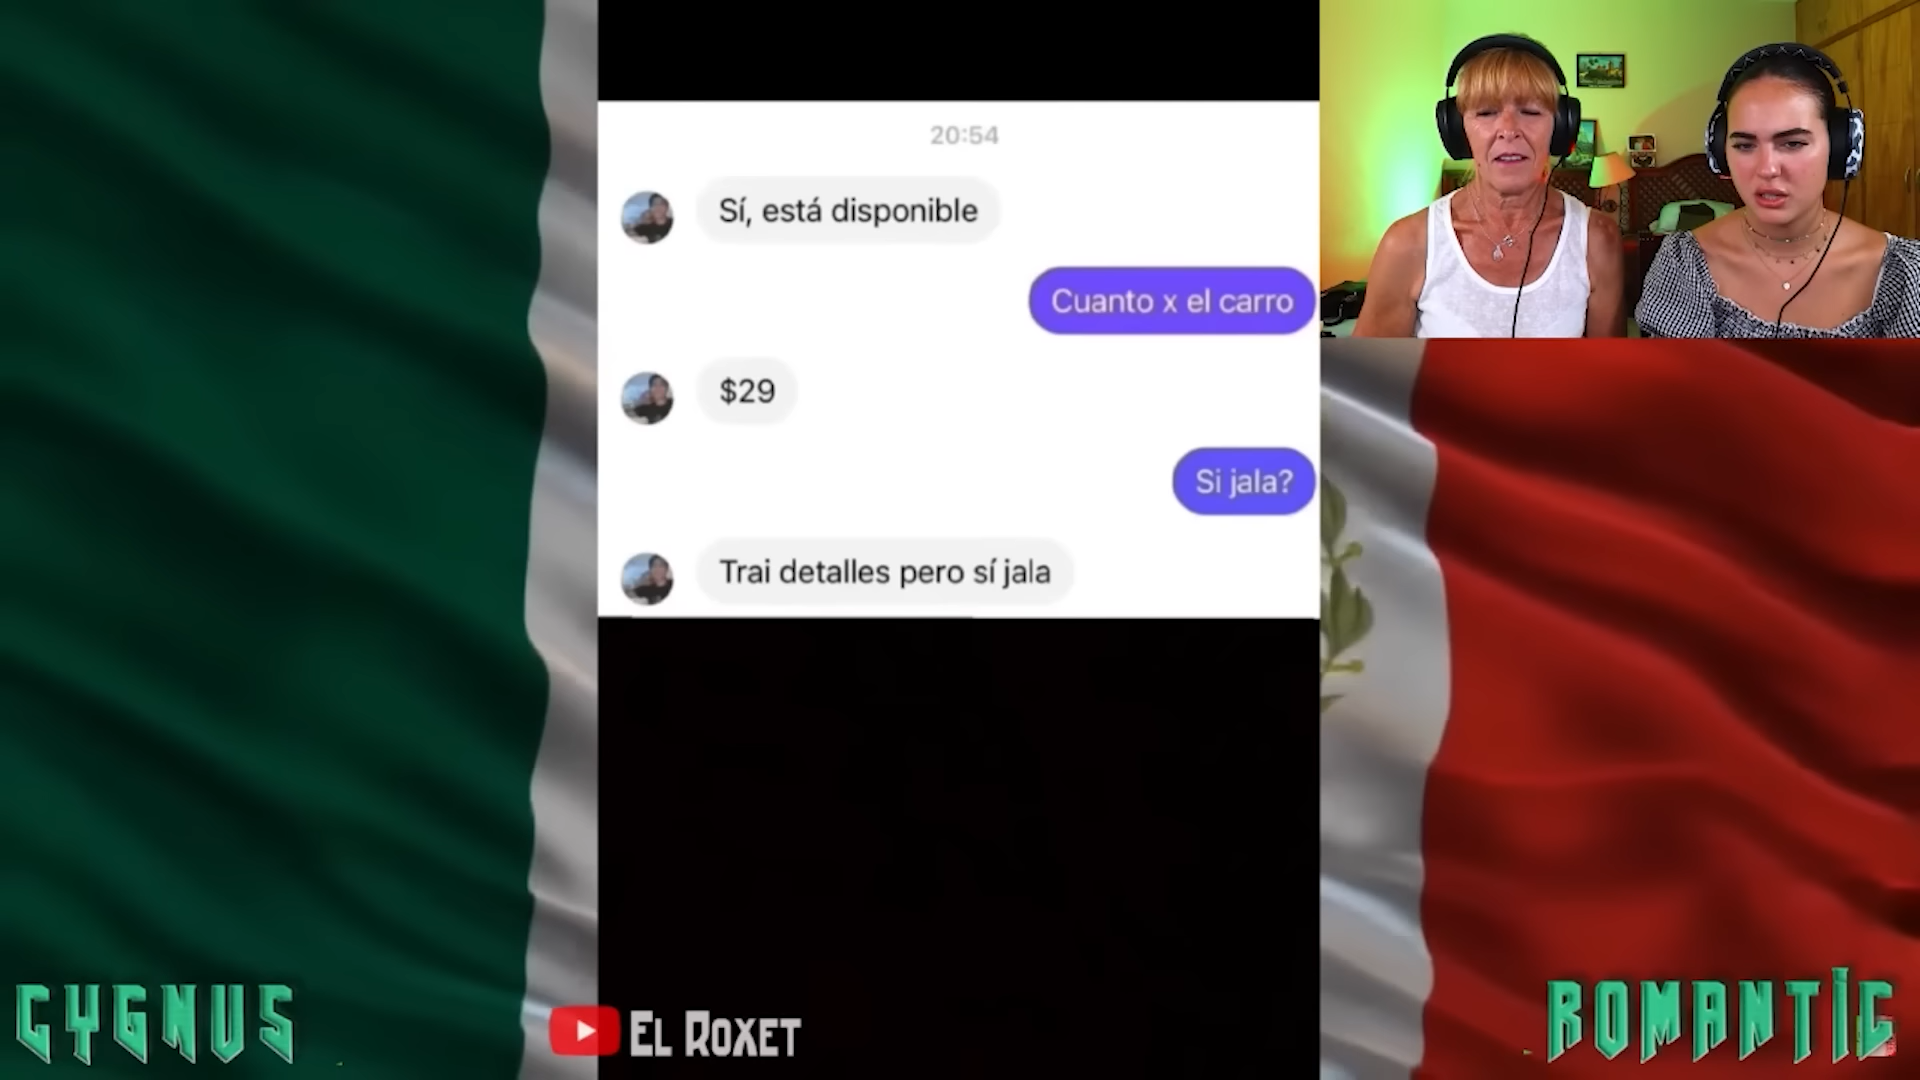 20:54
Sí, está disponible
Cuanto x el carro
$29
Si jala?
Trai detalles pero sí jala
CYGNUS
EL ROXET
ROMANTIC